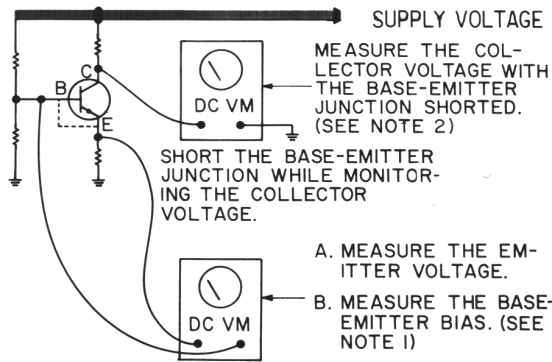 SUPPLY VOLTAGE
MEASURE THE COL-
LECTOR VOLTAGE WITH
THE BASE-EMITTER
JUNCTION SHORTED.
(SEE NOTE 2)
C
B
E
DC VM
SHORT THE BASE-EMITTER
JUNCTION WHILE MONITOR-
ING THE COLLECTOR
VOLTAGE.
A. MEASURE THE EM-
ITTER VOLTAGE.
B. MEASURE THE BASE-
EMITTER BIAS. (SEE
NOTE 1)
DC VM